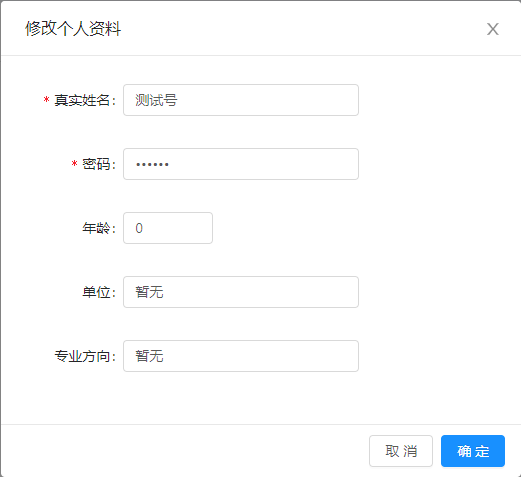 修改个人资料
* 真实姓名: 测试号
* 密码: ••••••
年龄: 0
单位: 暂无
专业方向: 暂无
取 消 确 定